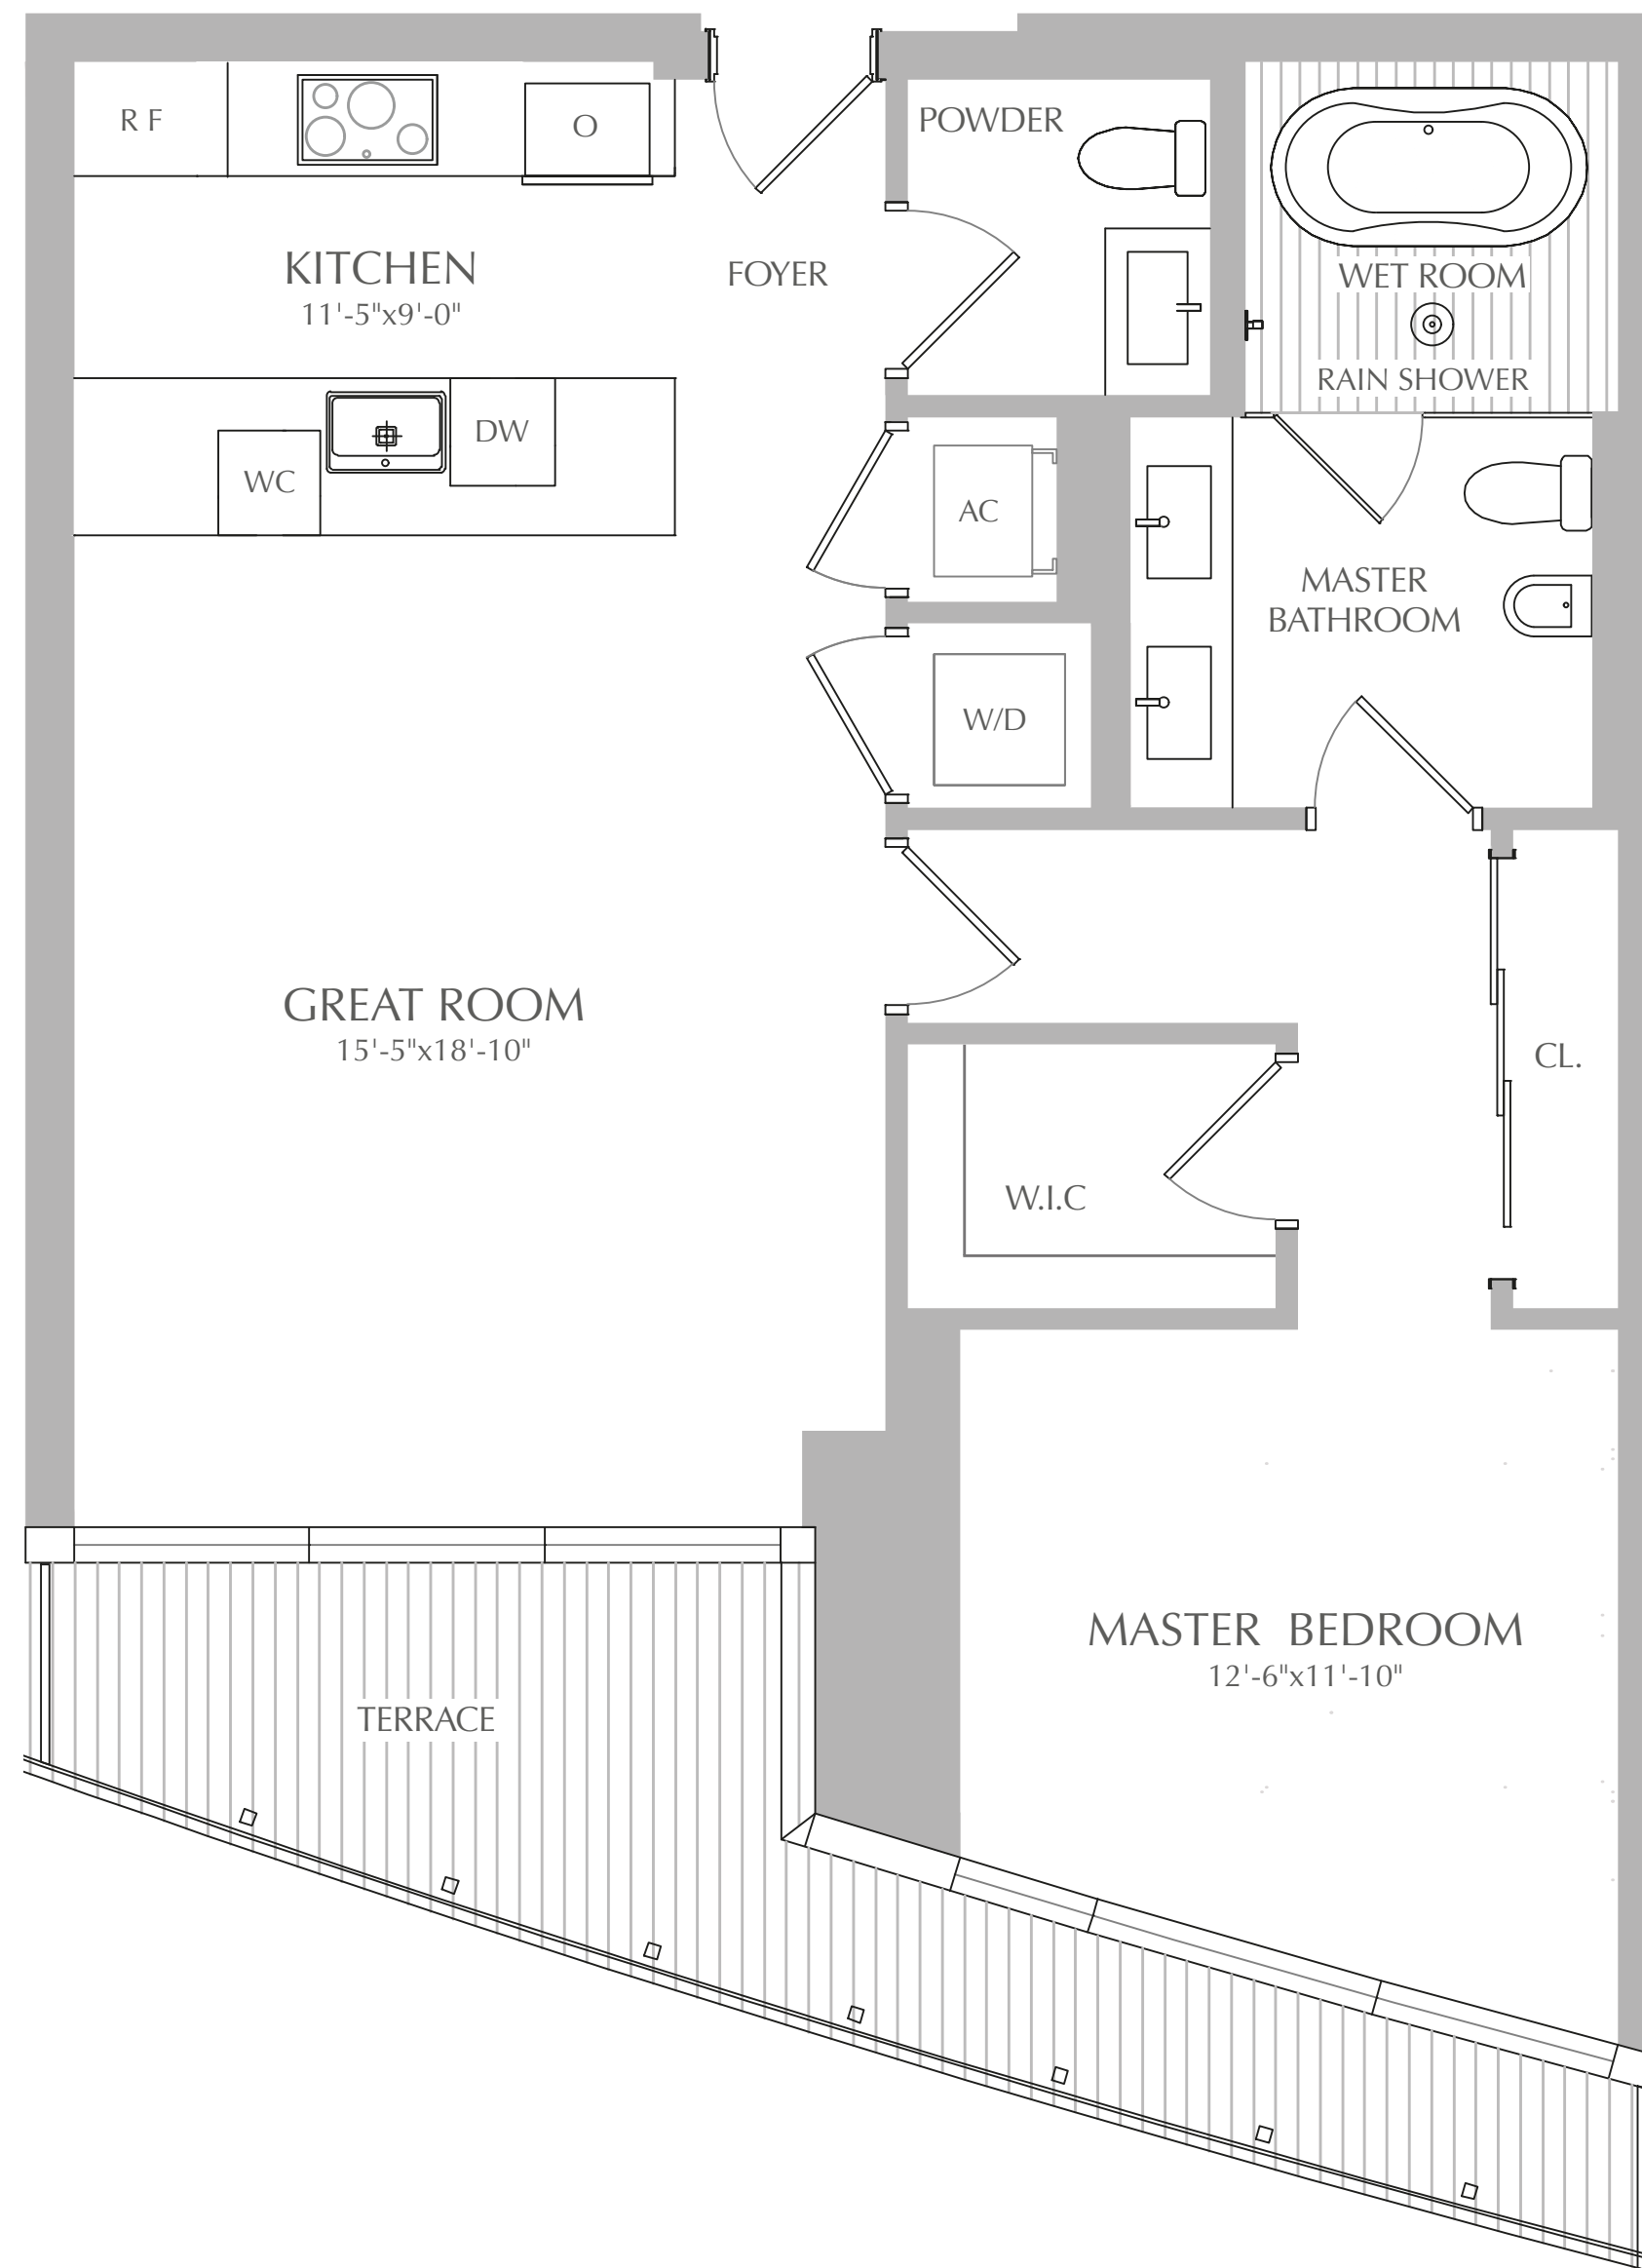 R F
O
POWDER
KITCHEN
11'-5"x9'-0"
FOYER
WET ROOM
RAIN SHOWER
WC
DW
AC
MASTER
BATHROOM
W/D
GREAT ROOM
15'-5"x18'-10"
CL.
W.I.C
MASTER BEDROOM
12'-6"x11'-10"
TERRACE